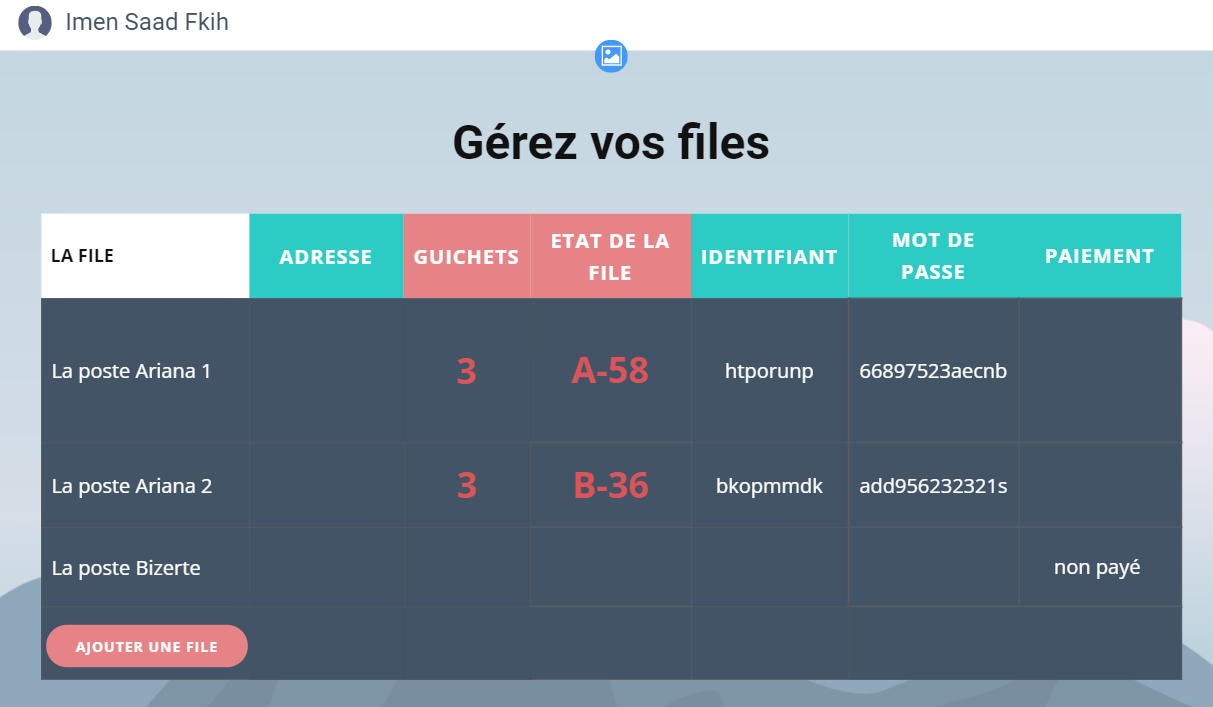 Imen Saad Fkih
Gérez vos files
LA FILE
ADRESSE
GUICHETS
ETAT DE LA
FILE
IDENTIFIANT
MOT DE
PASSE
PAIEMENT
La poste Ariana 1
3
A-58
htporunp
66897523aecnb
La poste Ariana 2
3
B-36
bkopmmdk
add956232321s
La poste Bizerte
non payé
AJOUTER UNE FILE